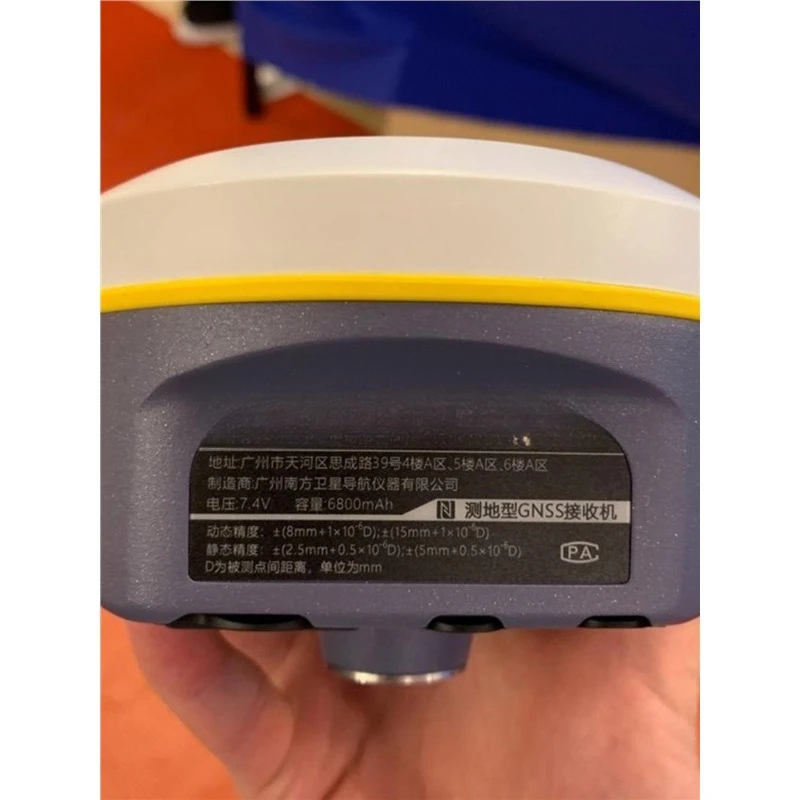 地址:广州市天河区思成路39号4楼A区、5楼A区、6楼A区
制造商:广州南方卫星导航仪器有限公司
电压:7.4V 容量:6800mAh
测地型GNSS接收机
动态精度：±(8mm+1×10⁻⁶D);±(15mm+1×10⁻⁶D)
静态精度：±(2.5mm+0.5×10⁻⁶D);±(5mm+0.5×10⁻⁶D)
D为被测点间距离，单位为mm
PA